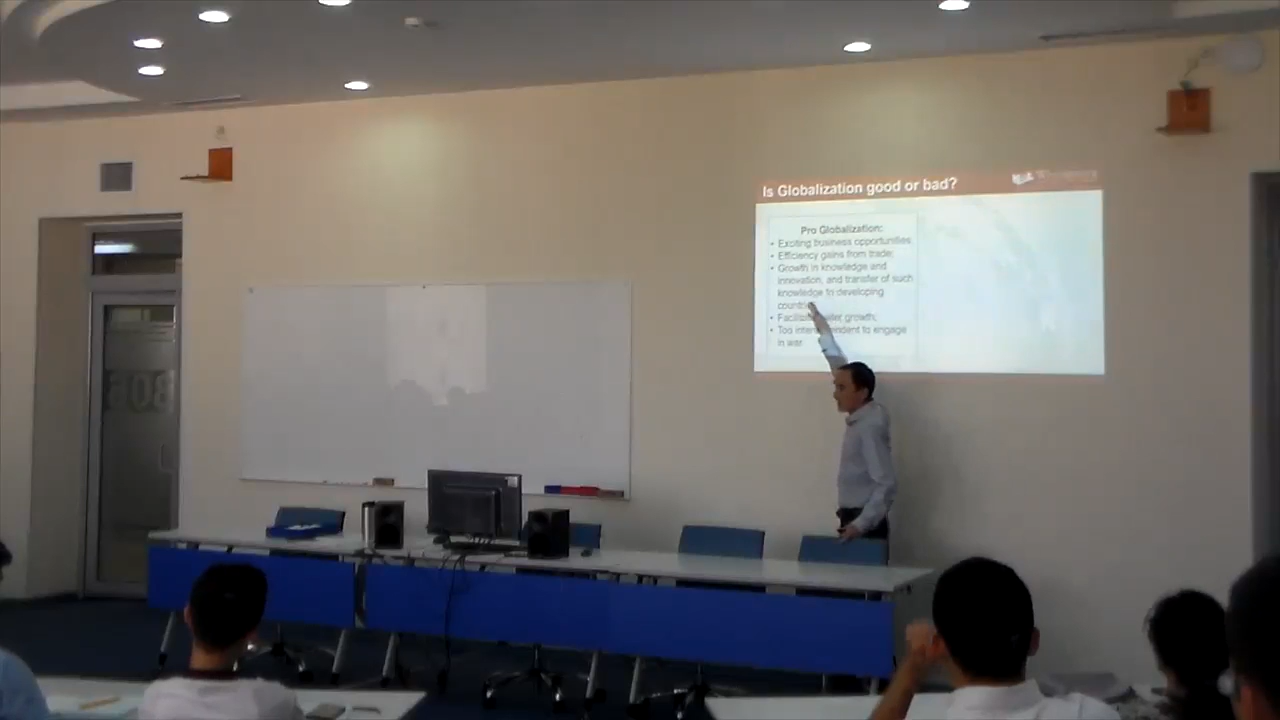 Is Globalization good or bad?
Pro Globalization:
• Exciting business opportunities
• Efficiency gains from trade;
• Growth in knowledge and
innovation, and transfer of such
knowledge to developing
• growth;
• Too to engage
in war